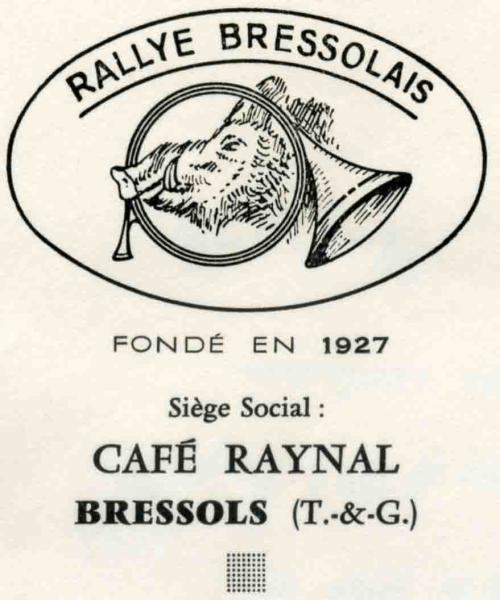 RALLYE BRESSOLAIS
FONDÉ EN 1927
Siège Social :
CAFÉ RAYNAL
BRESSOLS (T.-&-G.)